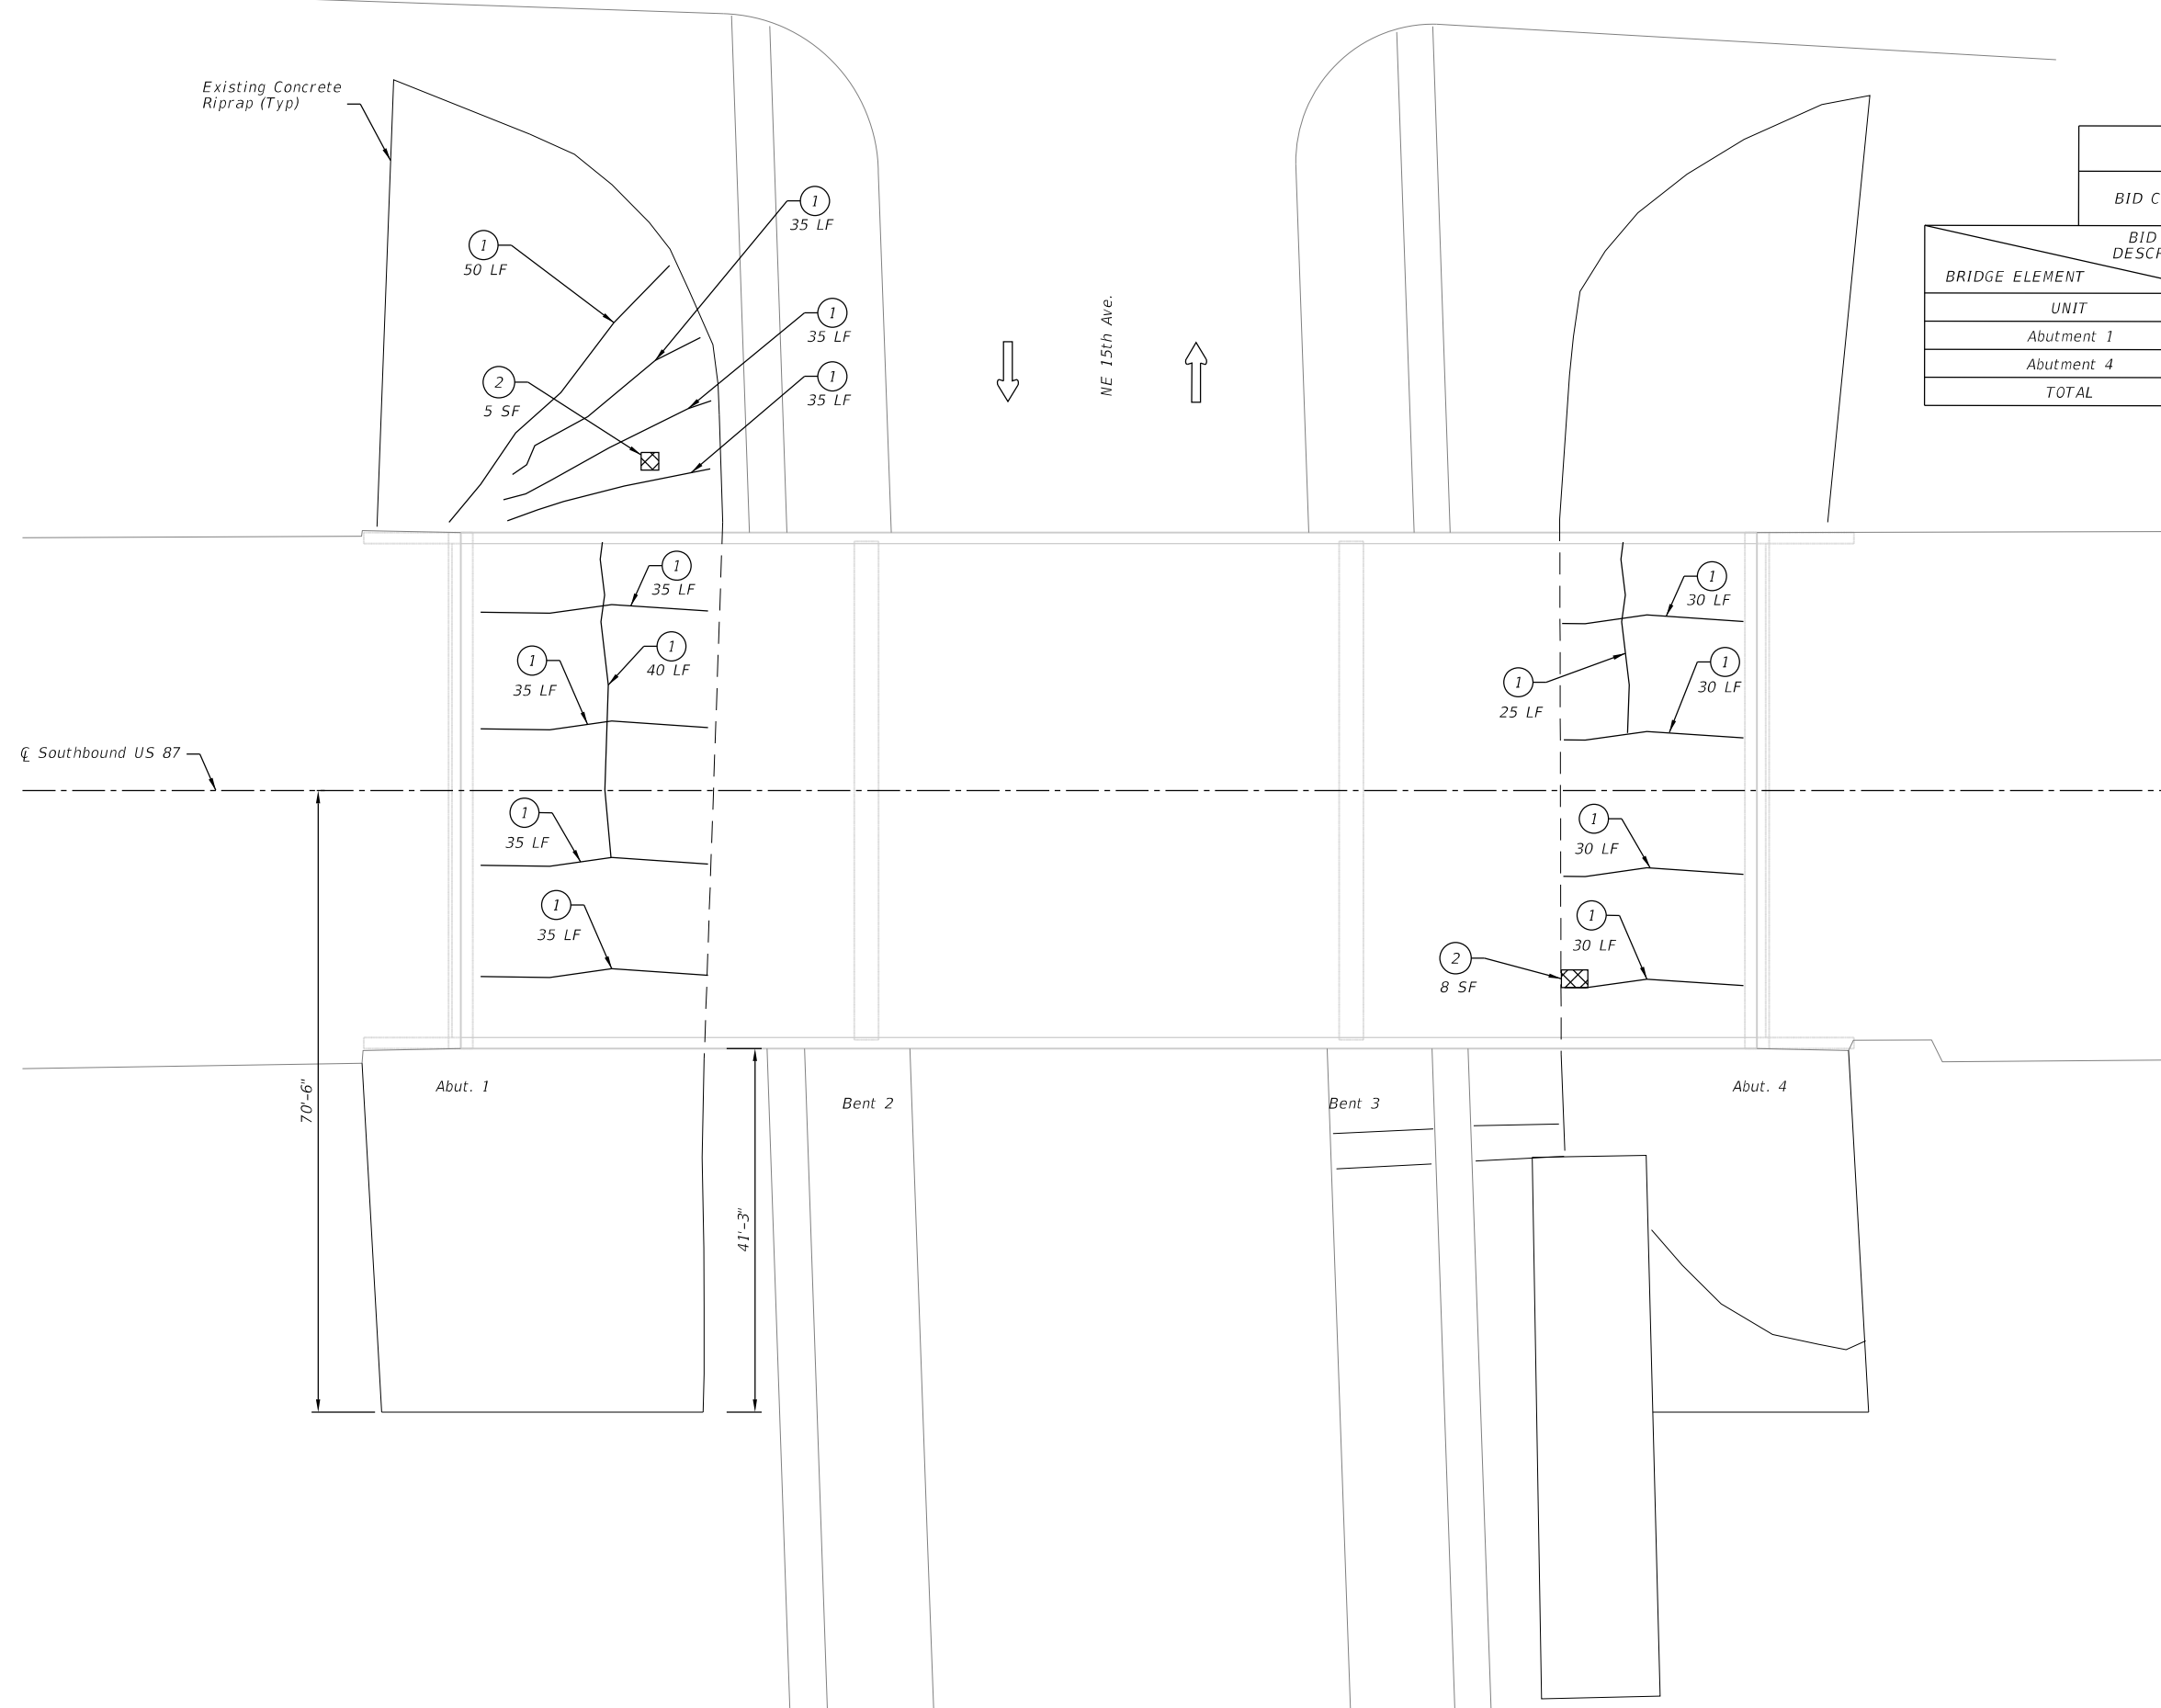 Existing Concrete
Riprap (Typ)
1
35 LF
1
50 LF
1
35 LF
1
35 LF
2
5 SF
NE 15th Ave.
BID C
BID
DESCR
BRIDGE ELEMENT
UNIT
Abutment 1
Abutment 4
TOTAL
1
35 LF
1
40 LF
1
35 LF
1
30 LF
1
30 LF
1
25 LF
℄ Southbound US 87
1
35 LF
1
35 LF
1
30 LF
1
30 LF
2
8 SF
70'-6"
41'-3"
Abut. 1
Bent 2
Bent 3
Abut. 4